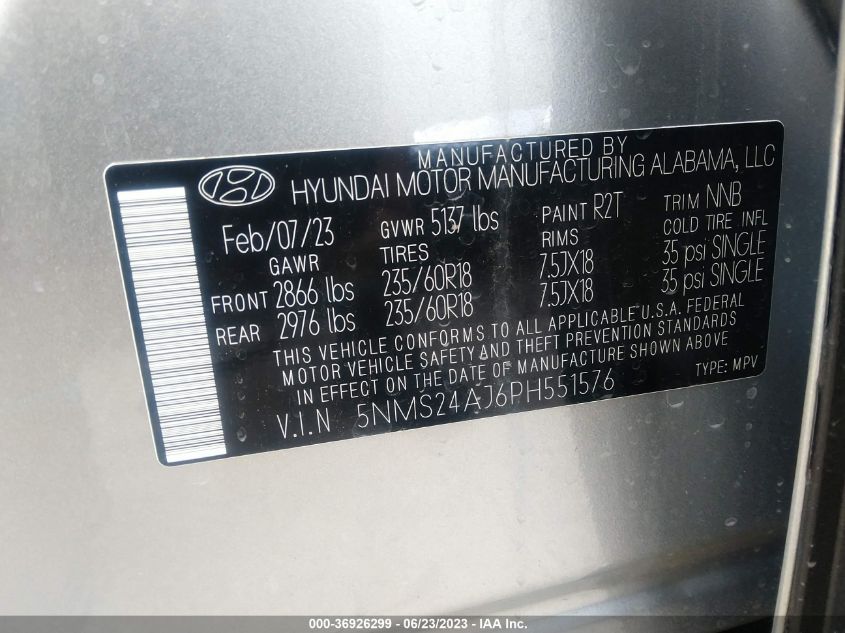 MANUFACTURED BY
HYUNDAI MOTOR MANUFACTURING ALABAMA, LLC
Feb/07/23 GVWR 5137 lbs PAINT R2T TRIM NNB
GAWR TIRES RIMS COLD TIRE INFL
FRONT 2866 lbs 235/60R18 7.5JX18 35 psi SINGLE
REAR 2976 lbs 235/60R18 7.5JX18 35 psi SINGLE
THIS VEHICLE CONFORMS TO ALL APPLICABLE U.S.A. FEDERAL
MOTOR VEHICLE SAFETY AND THEFT PREVENTION STANDARDS
IN EFFECT ON THE DATE OF MANUFACTURE SHOWN ABOVE
V.I.N 5NMS24AJ6PH551576 TYPE: MPV
000-36926299 - 06/23/2023 - IAA Inc.